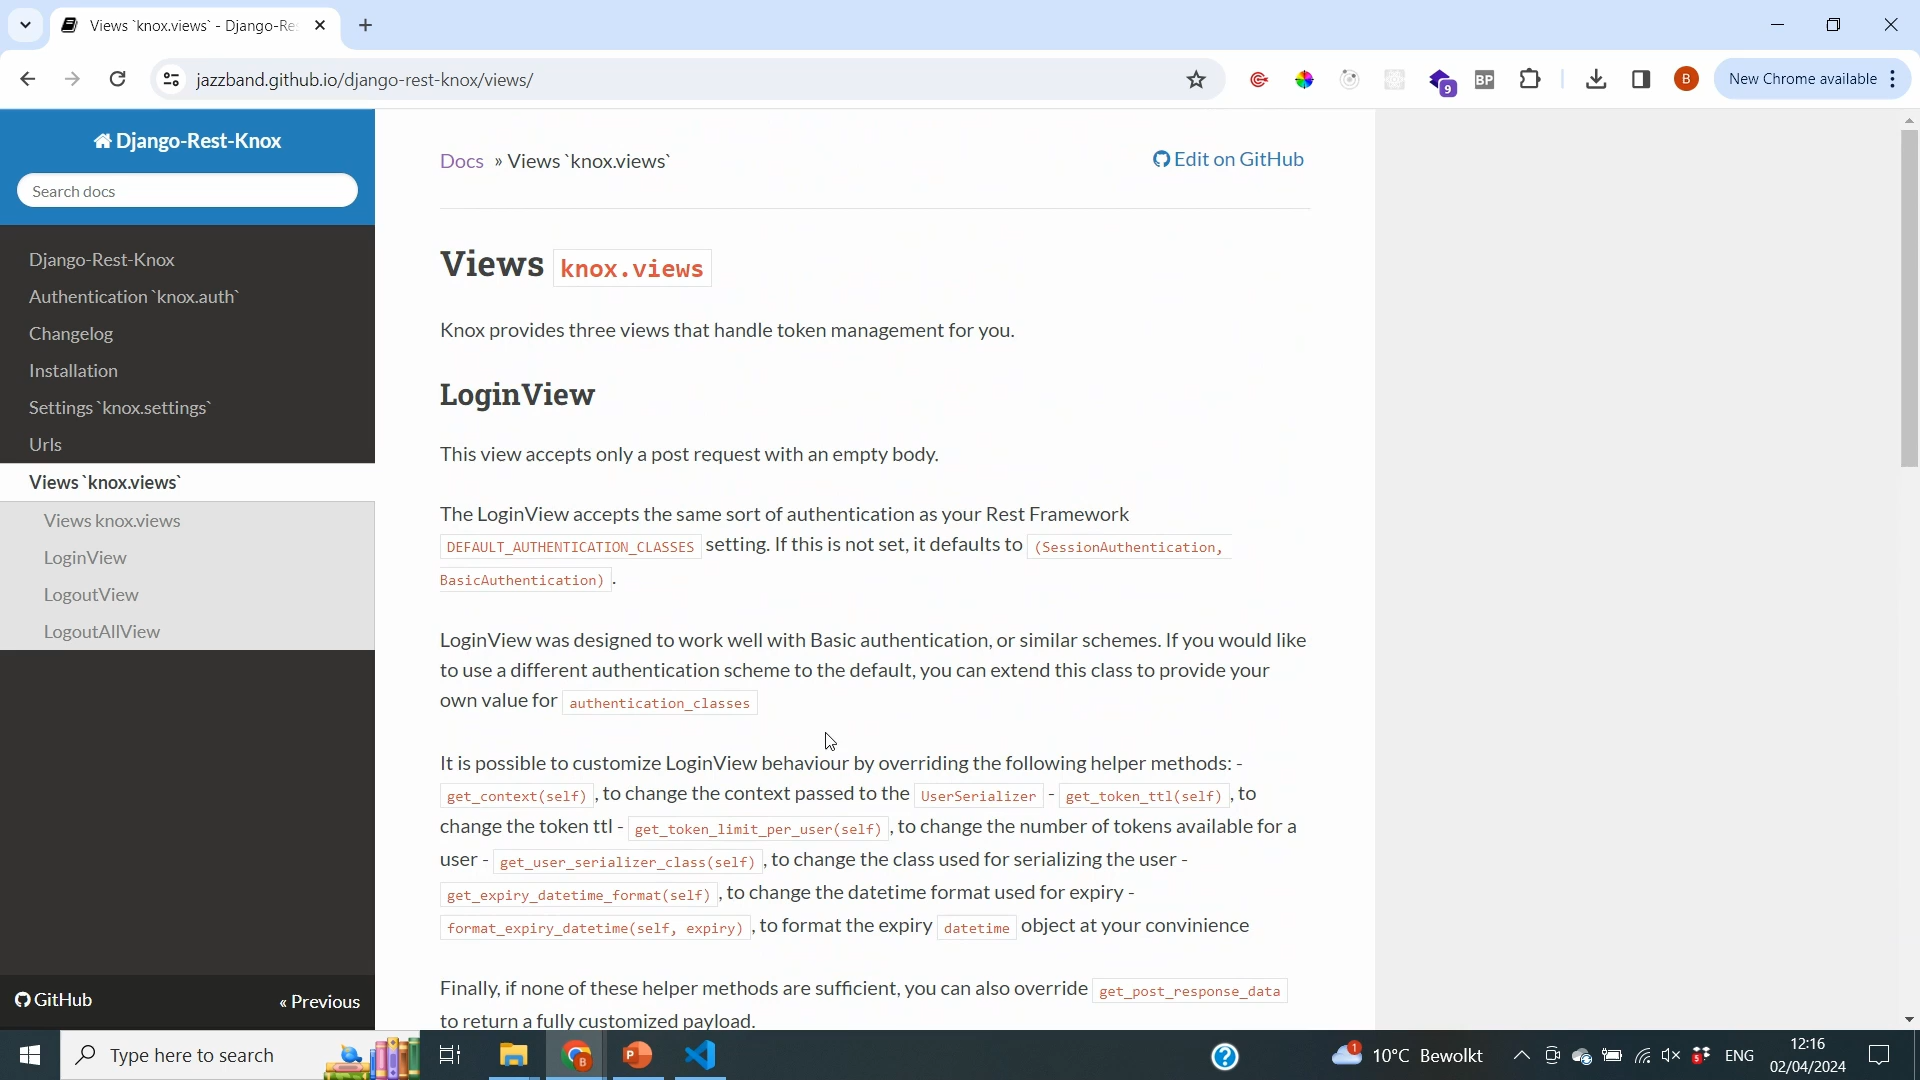 Views `knox.views` - Django-Re
jazzband.github.io/django-rest-knox/views/
9
BP
B
New Chrome available
Django-Rest-Knox
Search docs
Django-Rest-Knox
Authentication `knox.auth`
Changelog
Installation
Settings `knox.settings`
Urls
Views `knox.views`
Views knox.views
LoginView
LogoutView
LogoutAllView
GitHub
« Previous
Docs » Views `knox.views`
Edit on GitHub
Views knox.views
Knox provides three views that handle token management for you.
LoginView
This view accepts only a post request with an empty body.
The LoginView accepts the same sort of authentication as your Rest Framework
DEFAULT_AUTHENTICATION_CLASSES setting. If this is not set, it defaults to (SessionAuthentication,
BasicAuthentication) .
LoginView was designed to work well with Basic authentication, or similar schemes. If you would like
to use a different authentication scheme to the default, you can extend this class to provide your
own value for authentication_classes
It is possible to customize LoginView behaviour by overriding the following helper methods: -
get_context(self) , to change the context passed to the UserSerializer - get_token_ttl(self) , to
change the token ttl - get_token_limit_per_user(self) , to change the number of tokens available for a
user - get_user_serializer_class(self) , to change the class used for serializing the user -
get_expiry_datetime_format(self) , to change the datetime format used for expiry -
format_expiry_datetime(self, expiry) , to format the expiry datetime object at your convinience
Finally, if none of these helper methods are sufficient, you can also override get_post_response_data
to return a fully customized payload.
Type here to search
B
P
?
1
10°C Bewolkt
5
ENG
12:16
02/04/2024